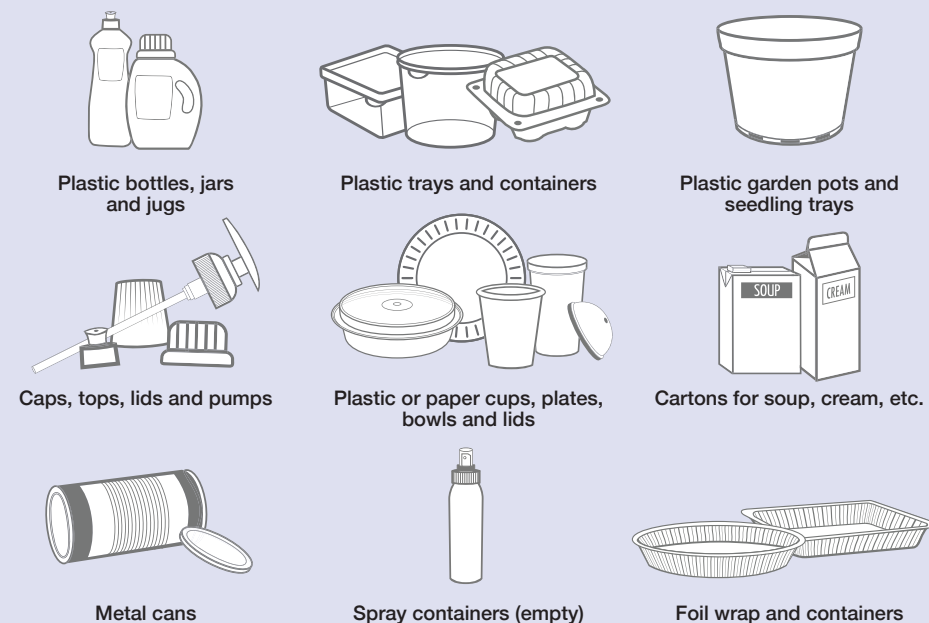 Plastic bottles, jars
and jugs
Plastic trays and containers
Plastic garden pots and
seedling trays
SOUP
CREAM
Caps, tops, lids and pumps
Plastic or paper cups, plates,
bowls and lids
Cartons for soup, cream, etc.
Metal cans
Spray containers (empty)
Foil wrap and containers